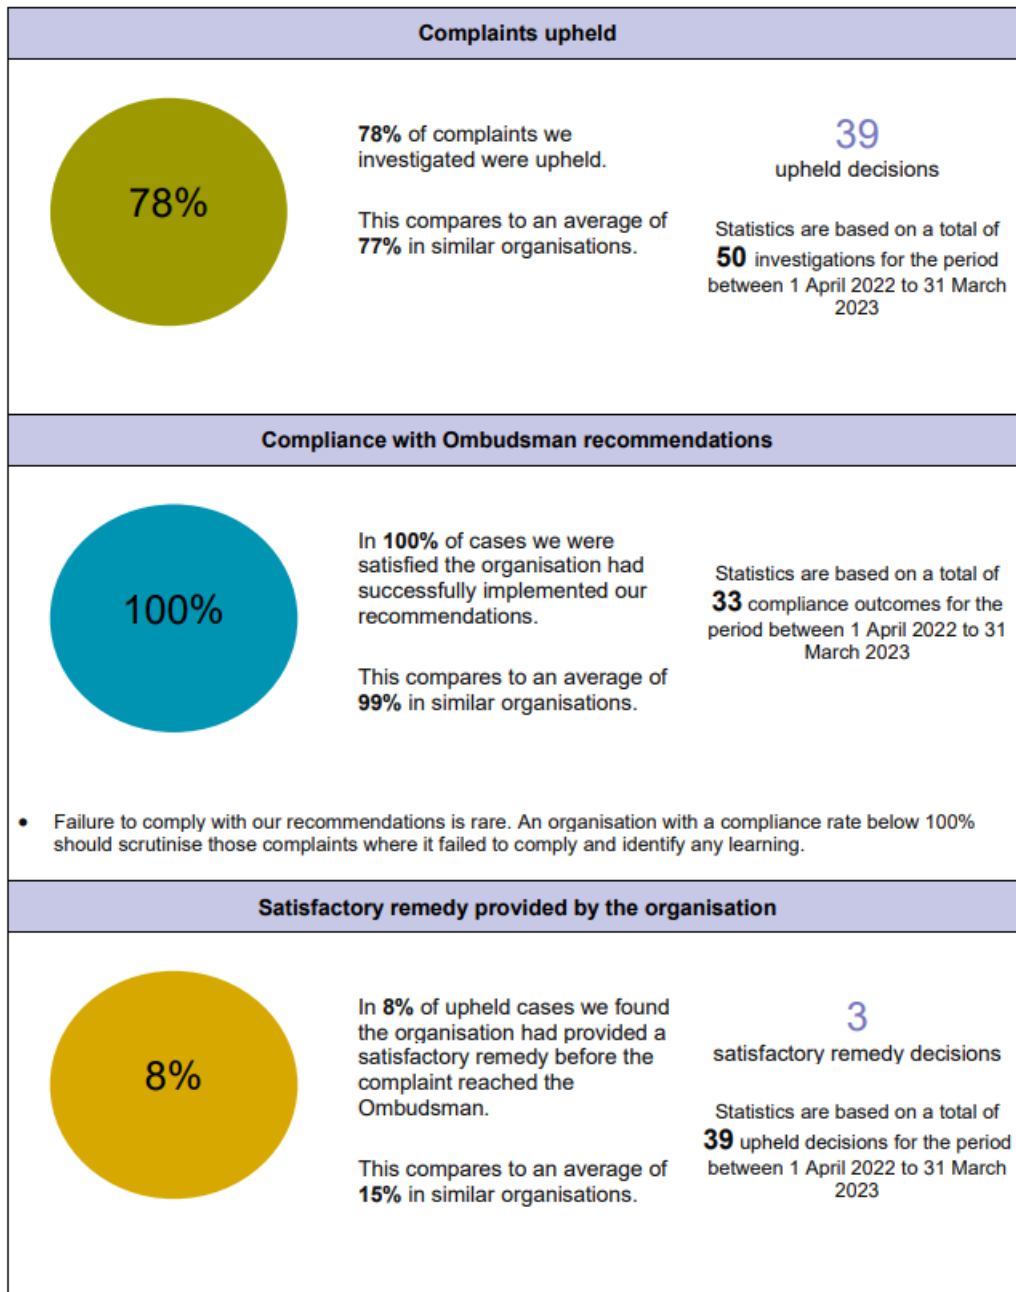 Complaints upheld
78%
78% of complaints we
investigated were upheld.
This compares to an average of
77% in similar organisations.
39
upheld decisions
Statistics are based on a total of
50 investigations for the period
between 1 April 2022 to 31 March
2023
Compliance with Ombudsman recommendations
100%
In 100% of cases we were
satisfied the organisation had
successfully implemented our
recommendations.
This compares to an average of
99% in similar organisations.
Statistics are based on a total of
33 compliance outcomes for the
period between 1 April 2022 to 31
March 2023
• Failure to comply with our recommendations is rare. An organisation with a compliance rate below 100%
should scrutinise those complaints where it failed to comply and identify any learning.
Satisfactory remedy provided by the organisation
8%
In 8% of upheld cases we found
the organisation had provided a
satisfactory remedy before the
complaint reached the
Ombudsman.
This compares to an average of
15% in similar organisations.
3
satisfactory remedy decisions
Statistics are based on a total of
39 upheld decisions for the period
between 1 April 2022 to 31 March
2023